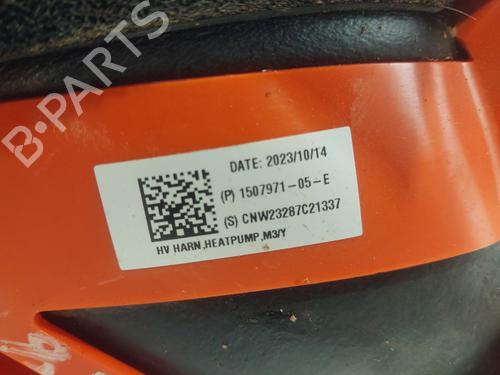 B-PARTS
DATE: 2023/10/14
(P) 1507971-05-E
(S) CNW23287C21337
HV HARN,HEATPUMP,M3/Y